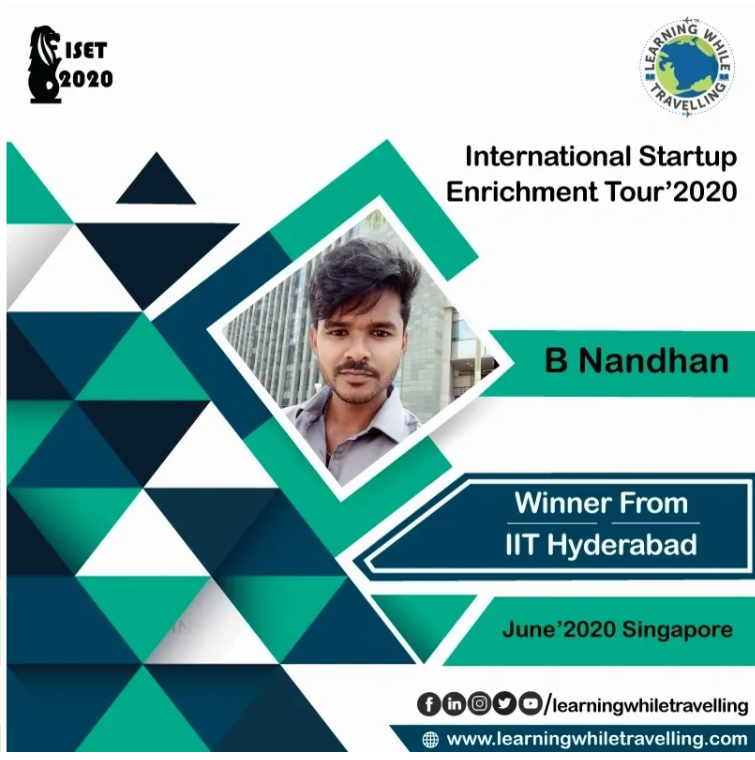 ISET
2020
LEARNING WHILE
TRAVELLING
International Startup
Enrichment Tour'2020
B Nandhan
Winner From
IIT Hyderabad
June'2020 Singapore
/learningwhiletravelling
www.learningwhiletravelling.com